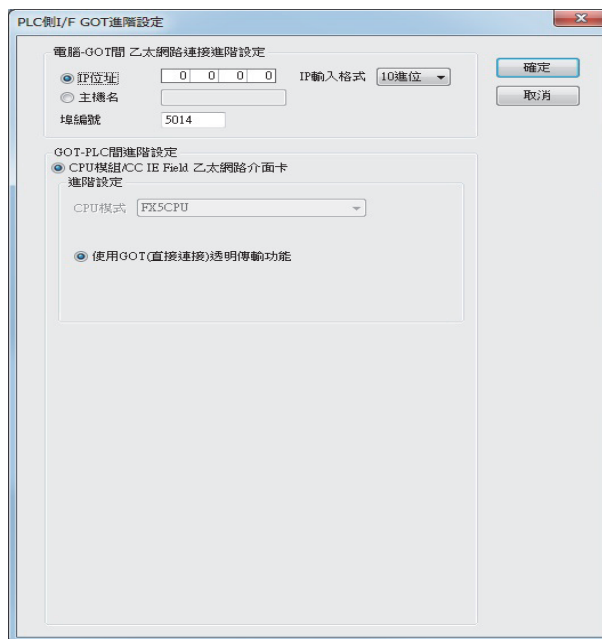 PLC側I/F GOT進階設定
電腦-GOT間 乙太網路連接進階設定
IP位址 0 0 0 0 IP輸入格式 10進位
主機名
埠編號 5014
確定
取消
GOT-PLC間進階設定
CPU模組/CC IE Field 乙太網路介面卡
進階設定
CPU模式 FX5CPU
使用GOT(直接連接)透明傳輸功能